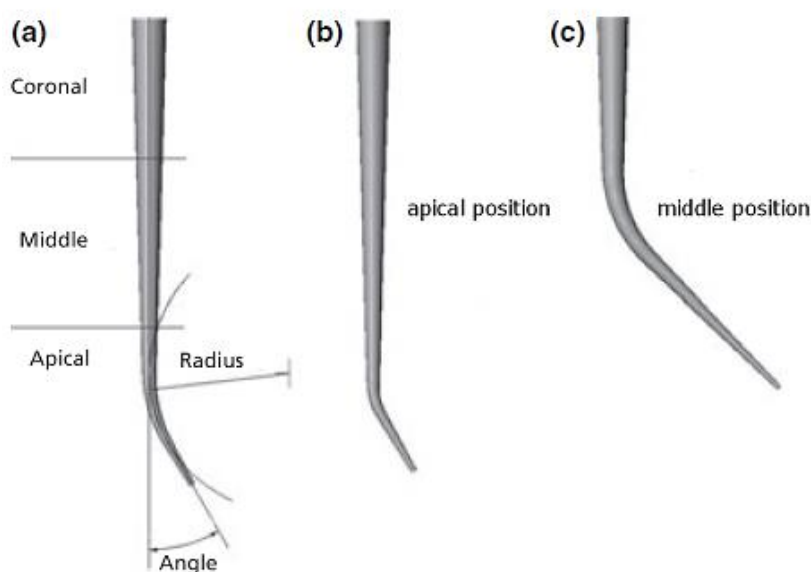 (a)
Coronal
Middle
Apical
Radius
Angle
(b)
apical position
(c)
middle position